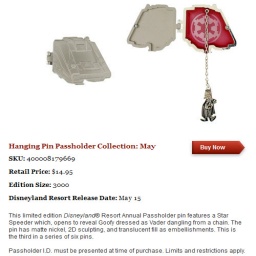 Hanging Pin Passholder Collection: May
Buy Now
SKU: 400008179669
Retail Price: $14.95
Edition Size: 3000
Disneyland Resort Release Date: May 15
This limited edition Disneyland® Resort Annual Passholder pin features a Star
Speeder which, opens to reveal Goofy dressed as Vader dangling from a chain. The
pin has matte nickel, 2D sculpting, and translucent fill as embellishments. This is
the third in a series of six pins.
Passholder I.D. must be presented at time of purchase. Limits and restrictions apply.